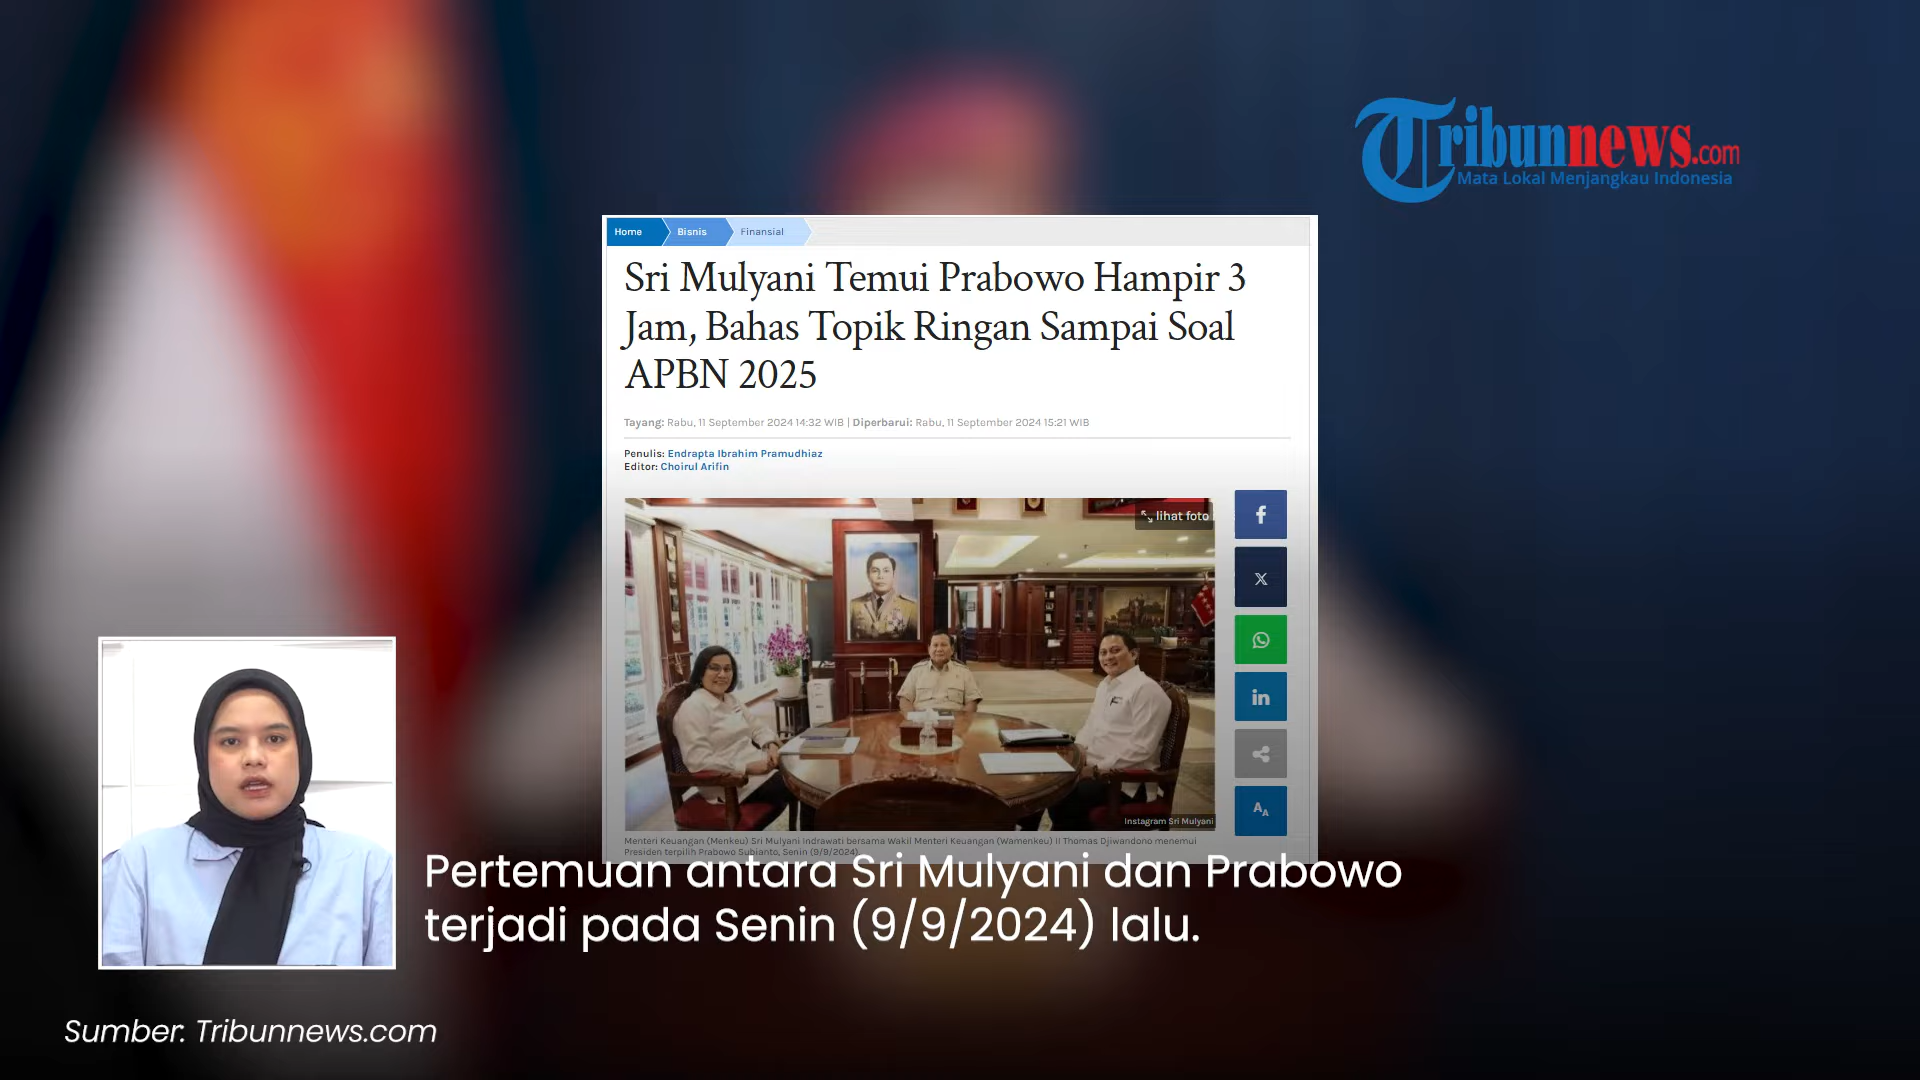 Tribunnews.com
Mata Lokal Menjangkau Indonesia
Home Bisnis Finansial
Sri Mulyani Temui Prabowo Hampir 3
Jam, Bahas Topik Ringan Sampai Soal
APBN 2025
Tayang: Rabu, 11 September 2024 14:32 WIB | Diperbarui: Rabu, 11 September 2024 15:21 WIB
Penulis: Endrapta Ibrahim Pramudhiaz
Editor: Choirul Arifin
lihat foto
Instagram Sri Mulyani
Menteri Keuangan (Menkeu) Sri Mulyani Indrawati bersama Wakil Menteri Keuangan (Wamenkeu) II Thomas Djiwandono menemui
Presiden terpilih Prabowo Subianto, Senin (9/9/2024).
Pertemuan antara Sri Mulyani dan Prabowo
terjadi pada Senin (9/9/2024) lalu.
Sumber: Tribunnews.com